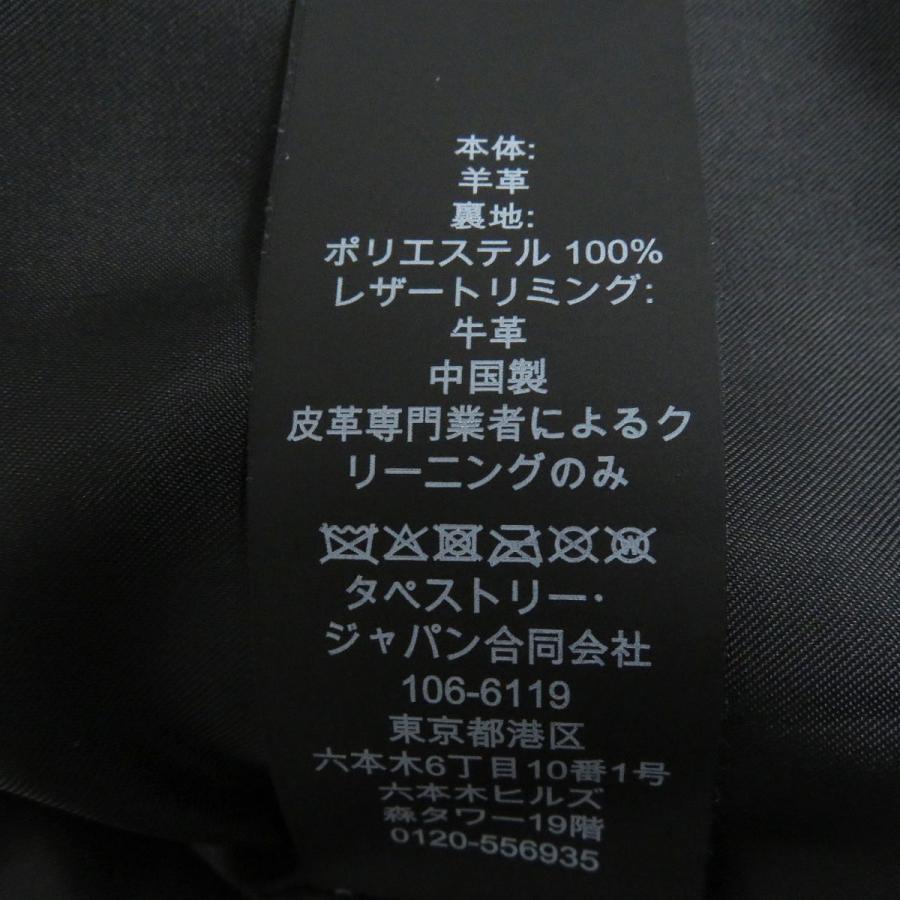 本体:
羊革
裏地:
ポリエステル 100%
レザートリミング:
牛革
中国製
皮革専門業者によるク
リーニングのみ
タペストリー・
ジャパン合同会社
106-6119
東京都港区
六本木6丁目10番1号
六本木ヒルズ
森タワー19階
0120-556935